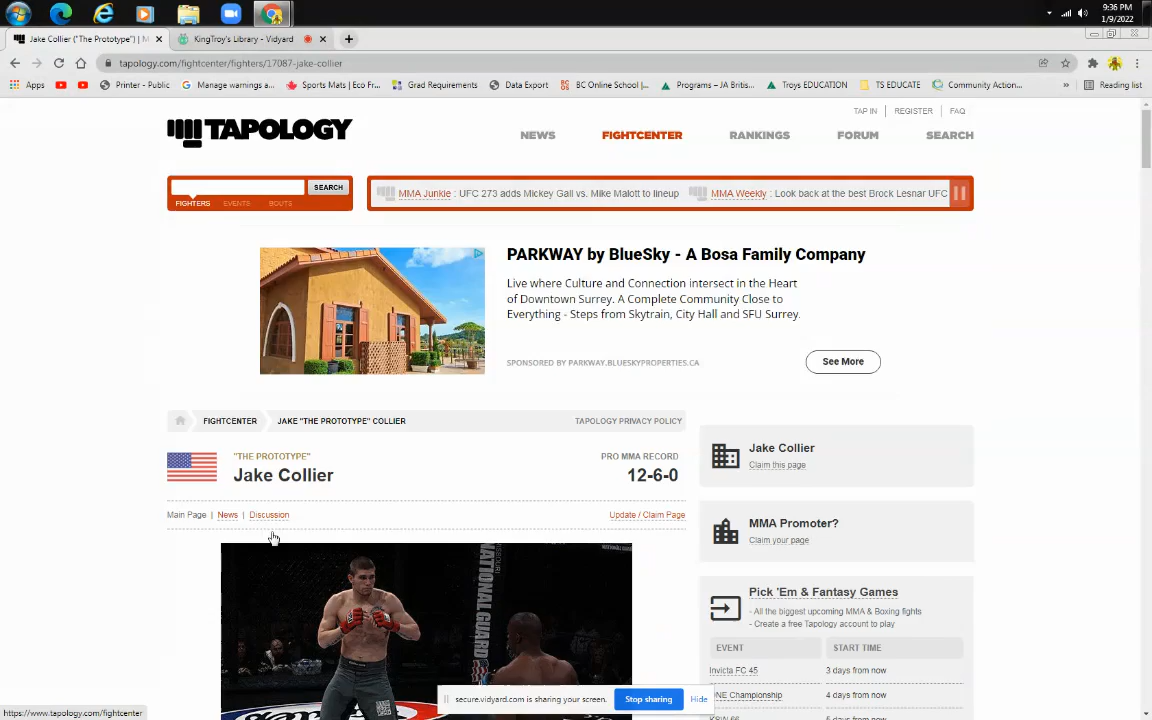 9:36 PM
1/9/2022
Jake Collier ("The Prototype") | M
KingTroy's Library - Vidyard
tapology.com/fightcenter/fighters/17087-jake-collier
Apps
Printer - Public
Manage warnings a...
Sports Mats | Eco Fr...
Grad Requirements
Data Export
BC Online School |...
Programs – JA Britis...
Troys EDUCATION
TS EDUCATE
Community Action...
»
Reading list
TAP IN | REGISTER | FAQ
TAPOLOGY
NEWS FIGHTCENTER RANKINGS FORUM SEARCH
SEARCH
FIGHTERS EVENTS BOUTS
MMA Junkie : UFC 273 adds Mickey Gall vs. Mike Malott to lineup
MMA Weekly : Look back at the best Brock Lesnar UFC
PARKWAY by BlueSky - A Bosa Family Company
Live where Culture and Connection intersect in the Heart
of Downtown Surrey. A Complete Community Close to
Everything - Steps from Skytrain, City Hall and SFU Surrey.
SPONSORED BY PARKWAY.BLUESKYPROPERTIES.CA
See More
FIGHTCENTER JAKE "THE PROTOTYPE" COLLIER
TAPOLOGY PRIVACY POLICY
"THE PROTOTYPE"
Jake Collier
PRO MMA RECORD
12-6-0
Main Page | News | Discussion
Update / Claim Page
NATIONAL GUARD
Jake Collier
Claim this page
MMA Promoter?
Claim your page
Pick 'Em & Fantasy Games
- All the biggest upcoming MMA & Boxing fights
- Create a free Tapology account to play
EVENT START TIME
Invicta FC 45 3 days from now
ONE Championship 4 days from now
secure.vidyard.com is sharing your screen.
Stop sharing
Hide
https://www.tapology.com/fightcenter